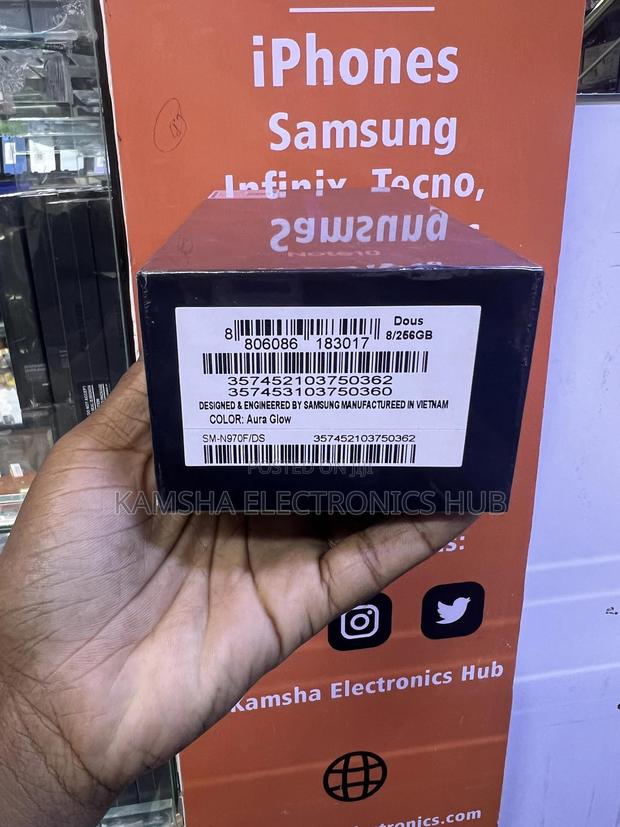 iPhones
Samsung
Infinix, Tecno,
Samsung
Note10
Dous
8/256GB
8 806086 183017
357452103750362
357453103750360
DESIGNED & ENGINEERED BY SAMSUNG MANUFACTUREED IN VIETNAM
COLOR: Aura Glow
SM-N970F/DS 357452103750362
POSTED ON jiji
KAMSHA ELECTRONICS HUB
Kamsha Electronics Hub